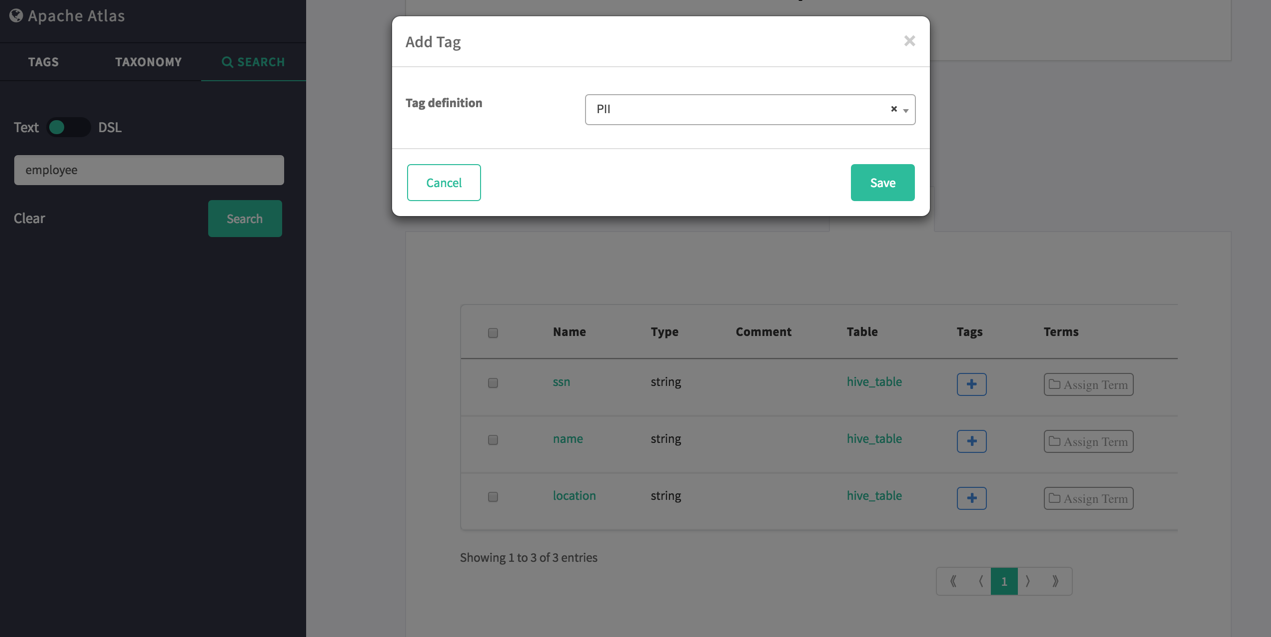 Apache Atlas
TAGS TAXONOMY SEARCH
Text DSL
employee
Clear Search
Add Tag ×
Tag definition PII ×
Cancel Save
Name Type Comment Table Tags Terms
ssn string hive_table + Assign Term
name string hive_table + Assign Term
location string hive_table + Assign Term
Showing 1 to 3 of 3 entries
《 〈 1 〉 》